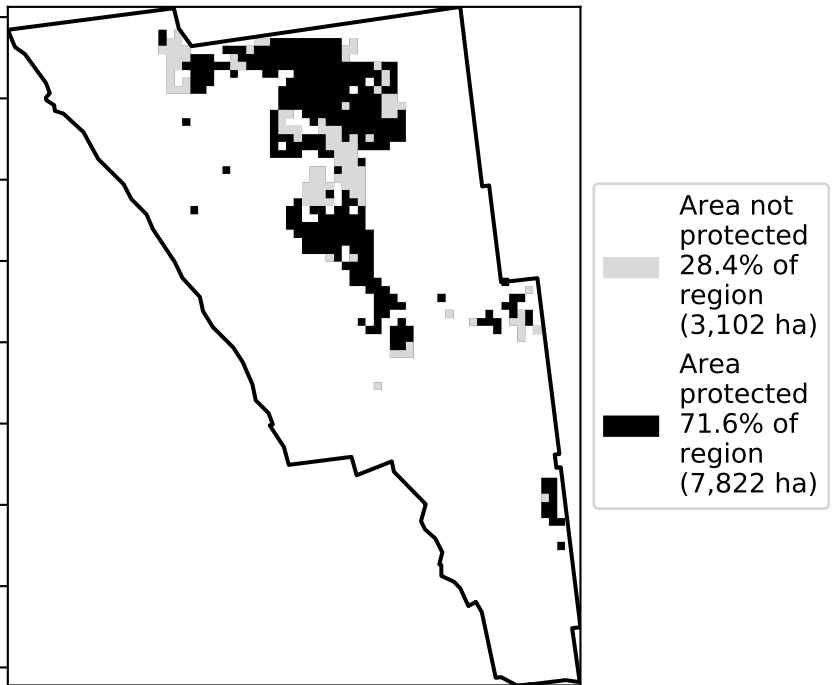 Area not
protected
28.4% of
region
(3,102 ha)
Area
protected
71.6% of
region
(7,822 ha)